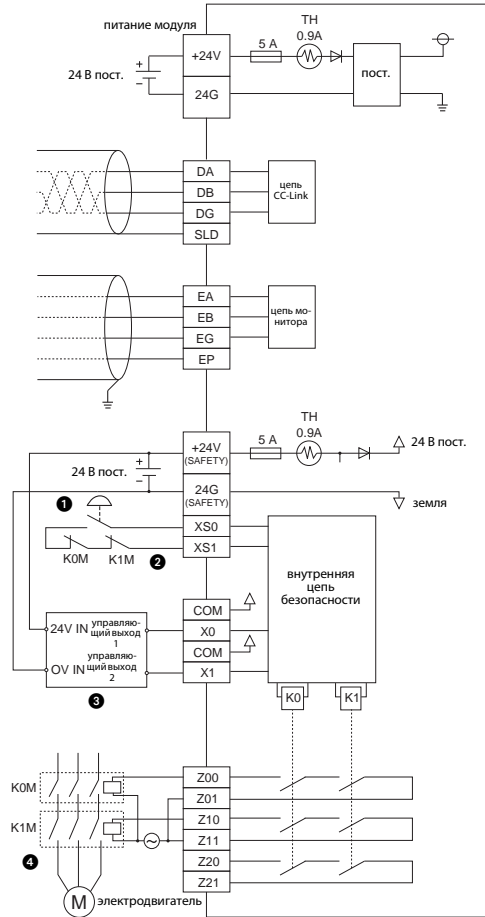 питание модуля
24 В пост.
+
−
+24V
24G
5 A
TH
0.9A
пост.
DA
DB
DG
SLD
цепь
CC-Link
EA
EB
EG
EP
цепь мо-
нитора
24 В пост.
+
−
+24V
(SAFETY)
24G
(SAFETY)
5 A
TH
0.9A
24 В пост.
земля
1
K0M
K1M
2
XS0
XS1
внутренняя
цепь
безопасности
24V IN
управляю-
щий выход
1
0V IN
управляю-
щий выход
2
3
COM
X0
COM
X1
K0
K1
K0M
K1M
4
M
электродвигатель
Z00
Z01
Z10
Z11
Z20
Z21